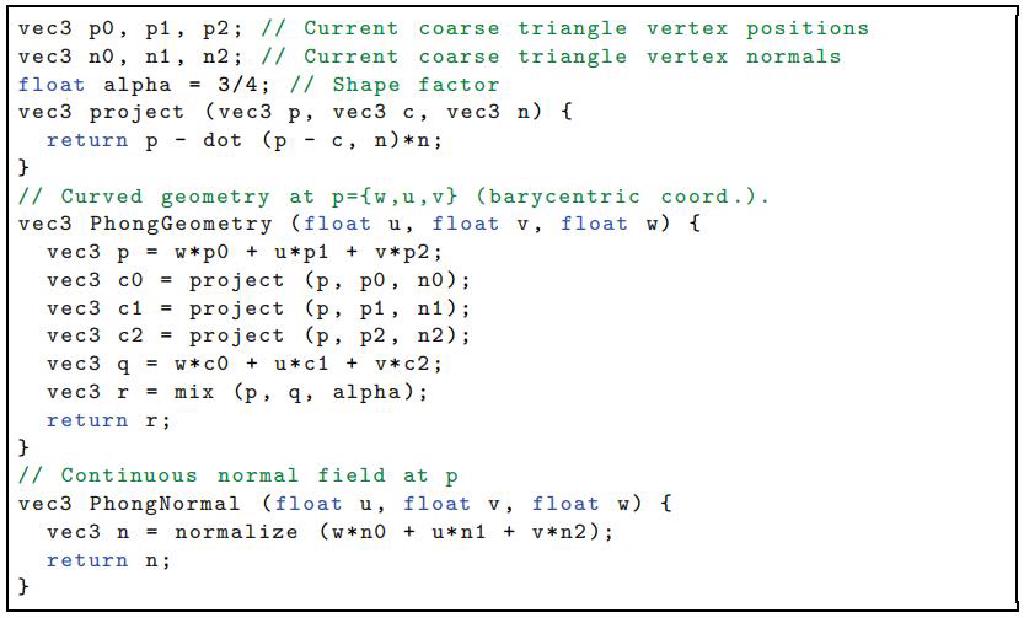 vec3 p0, p1, p2; // Current coarse triangle vertex positions
vec3 n0, n1, n2; // Current coarse triangle vertex normals
float alpha = 3/4; // Shape factor
vec3 project (vec3 p, vec3 c, vec3 n) {
  return p - dot (p - c, n)*n;
}
// Curved geometry at p={w,u,v} (barycentric coord.).
vec3 PhongGeometry (float u, float v, float w) {
  vec3 p = w*p0 + u*p1 + v*p2;
  vec3 c0 = project (p, p0, n0);
  vec3 c1 = project (p, p1, n1);
  vec3 c2 = project (p, p2, n2);
  vec3 q = w*c0 + u*c1 + v*c2;
  vec3 r = mix (p, q, alpha);
  return r;
}
// Continuous normal field at p
vec3 PhongNormal (float u, float v, float w) {
  vec3 n = normalize (w*n0 + u*n1 + v*n2);
  return n;
}